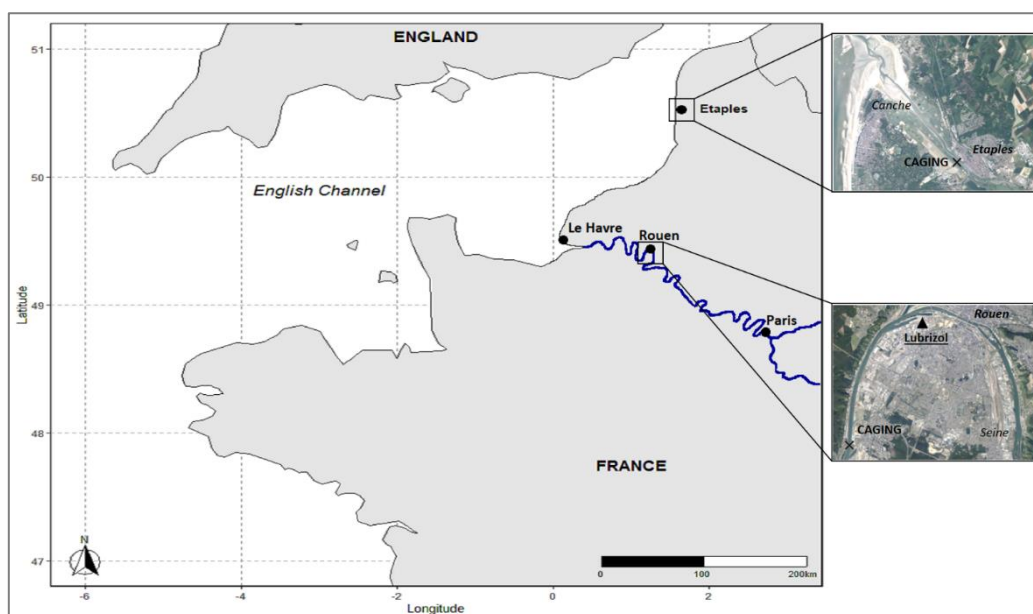 51
50
49
48
47
Latitude
-6
-4
-2
0
2
Longitude
ENGLAND
English Channel
Etaples
Le Havre
Rouen
Paris
FRANCE
N
0
100
200km
Canche
Etaples
CAGING
Rouen
Lubrizol
CAGING
Seine